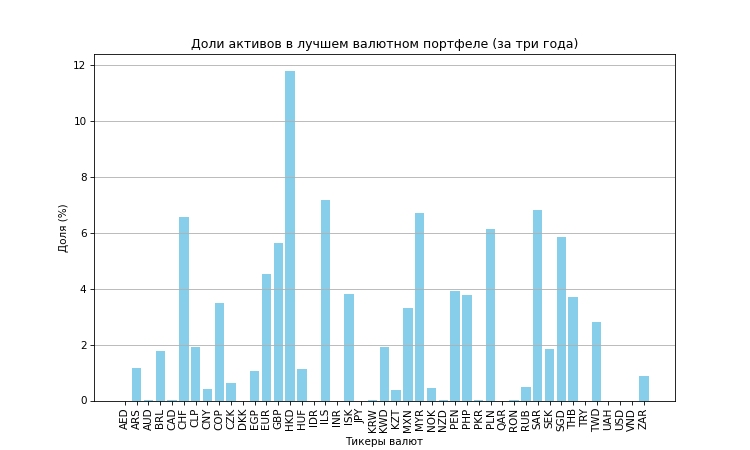 Доли активов в лучшем валютном портфеле (за три года)
Доля (%)
12
10
8
6
4
2
0
AED ARS AUD BRL CAD CHF CLP CNY COP CZK DKK EGP EUR GBP HKD HUF IDR ILS INR ISK JPY KRW KWD KZT MXN MYR NOK NZD PEN PHP PKR PLN QAR RON RUB SAR SEK SGD THB TRY TWD UAH USD VND ZAR
Тикеры валют